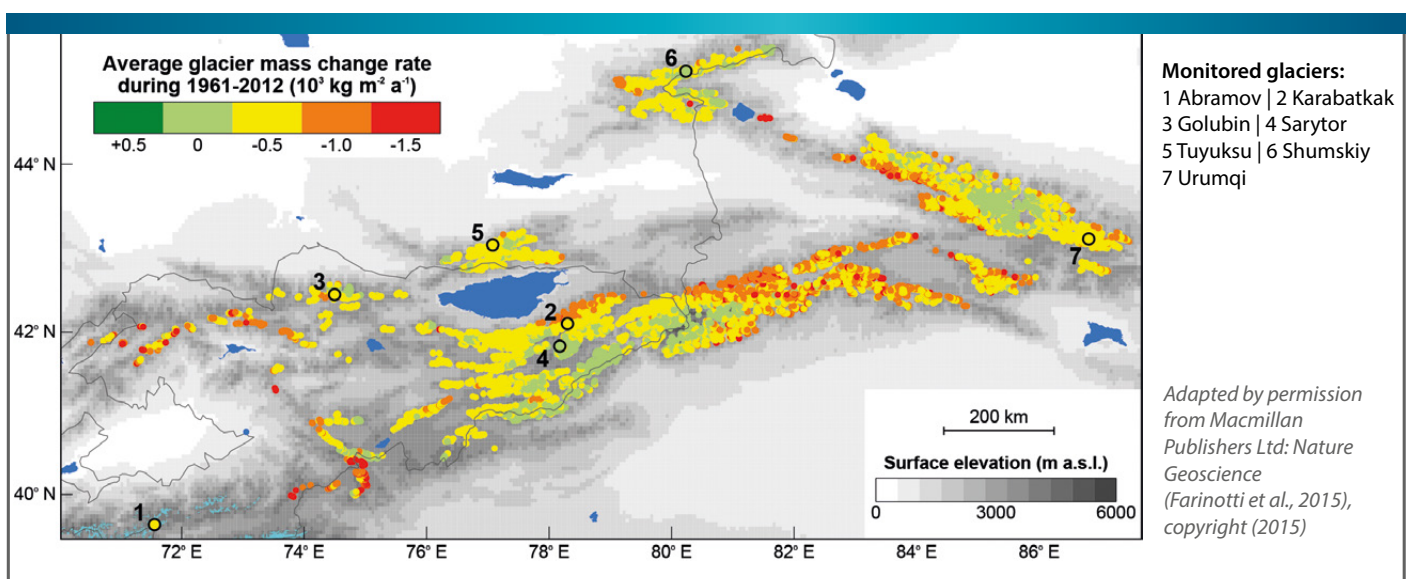 Average glacier mass change rate
during 1961-2012 (10³ kg m⁻² a⁻¹)
+0.5 0 -0.5 -1.0 -1.5
44° N
42° N
40° N
6
5
3
7
2
4
1
200 km
Surface elevation (m a.s.l.)
0 3000 6000
72° E 74° E 76° E 78° E 80° E 82° E 84° E 86° E
Monitored glaciers:
1 Abramov | 2 Karabatkak
3 Golubin | 4 Sarytor
5 Tuyuksu | 6 Shumskiy
7 Urumqi
Adapted by permission
from Macmillan
Publishers Ltd: Nature
Geoscience
(Farinotti et al., 2015),
copyright (2015)